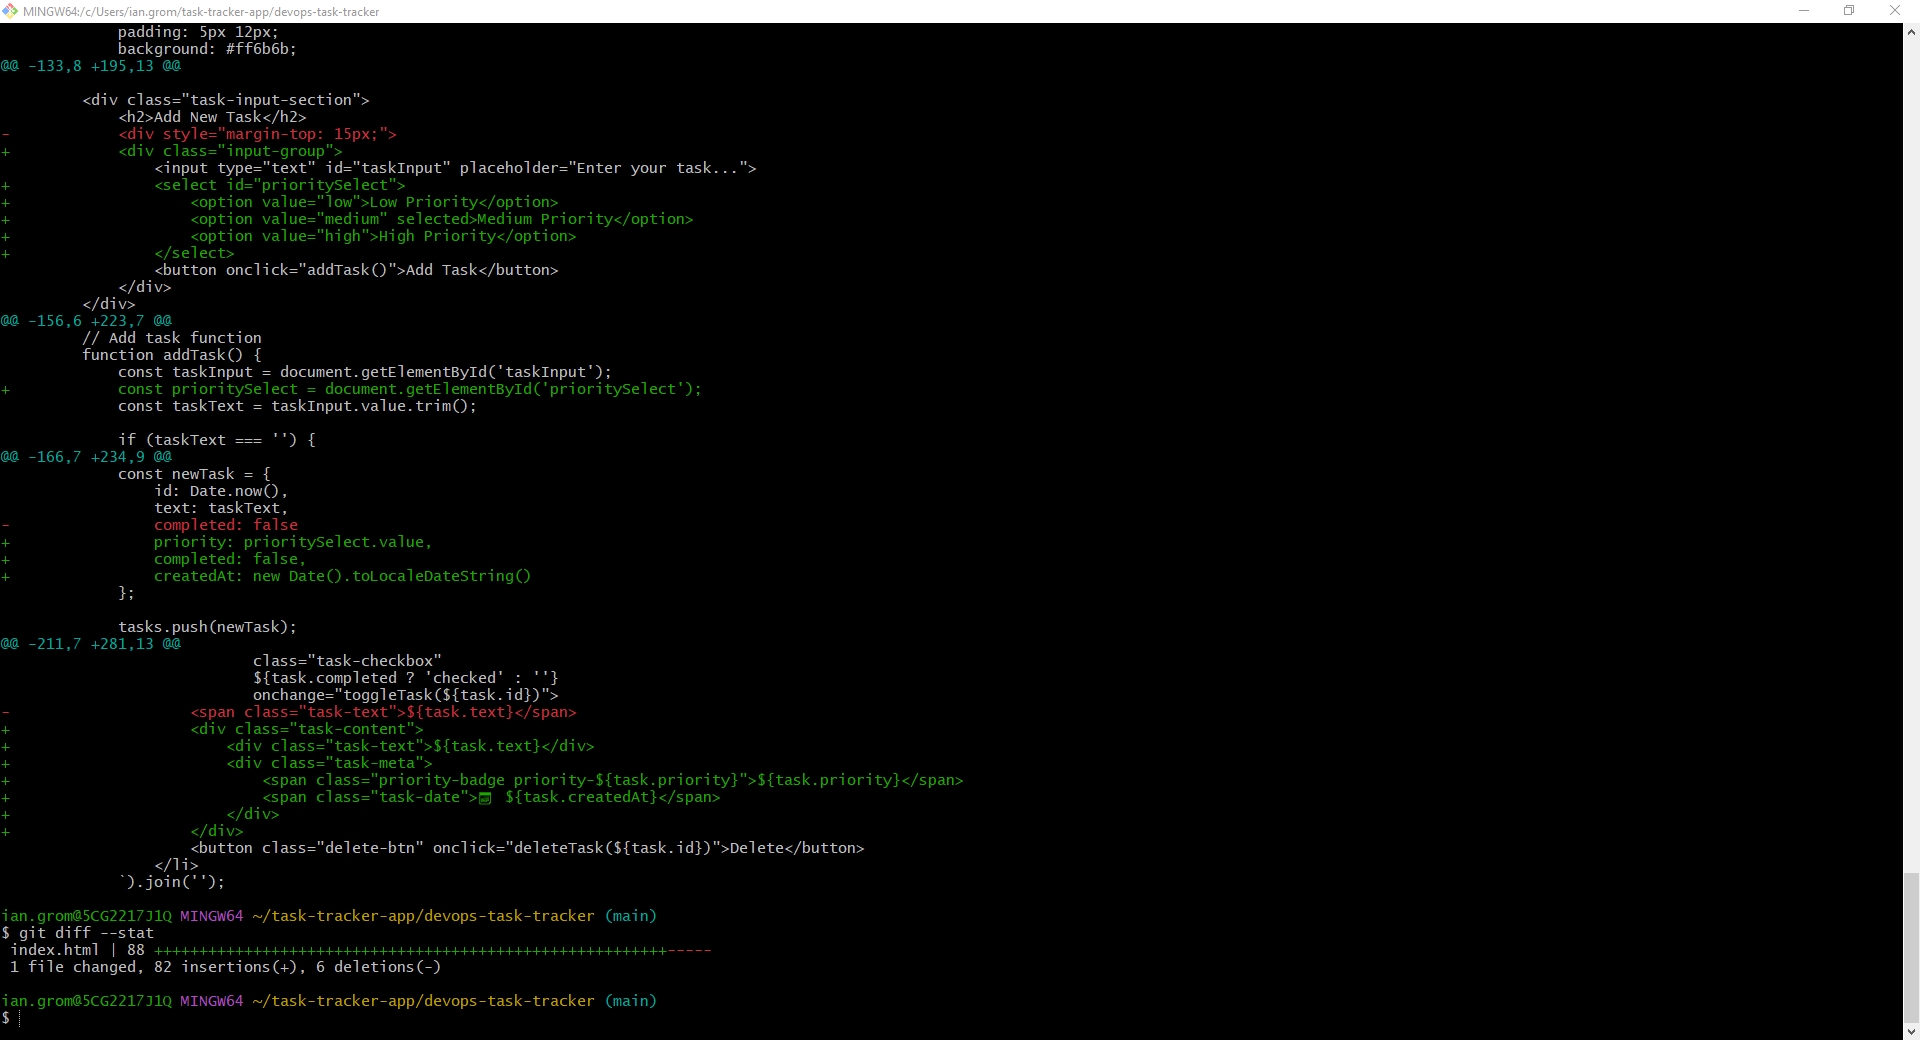 MINGW64:/c/Users/ian.grom/task-tracker-app/devops-task-tracker
             padding: 5px 12px;
             background: #ff6b6b;
@@ -133,8 +195,13 @@

         <div class="task-input-section">
             <h2>Add New Task</h2>
-            <div style="margin-top: 15px;">
+            <div class="input-group">
                 <input type="text" id="taskInput" placeholder="Enter your task...">
+                <select id="prioritySelect">
+                    <option value="low">Low Priority</option>
+                    <option value="medium" selected>Medium Priority</option>
+                    <option value="high">High Priority</option>
+                </select>
                 <button onclick="addTask()">Add Task</button>
             </div>
         </div>
@@ -156,6 +223,7 @@
         // Add task function
         function addTask() {
             const taskInput = document.getElementById('taskInput');
+            const prioritySelect = document.getElementById('prioritySelect');
             const taskText = taskInput.value.trim();

             if (taskText === '') {
@@ -166,7 +234,9 @@
             const newTask = {
                 id: Date.now(),
                 text: taskText,
-                completed: false
+                priority: prioritySelect.value,
+                completed: false,
+                createdAt: new Date().toLocaleDateString()
             };

             tasks.push(newTask);
@@ -211,7 +281,13 @@
                            class="task-checkbox"
                            ${task.completed ? 'checked' : ''}
                            onchange="toggleTask(${task.id})">
-                    <span class="task-text">${task.text}</span>
+                    <div class="task-content">
+                        <div class="task-text">${task.text}</div>
+                        <div class="task-meta">
+                            <span class="priority-badge priority-${task.priority}">${task.priority}</span>
+                            <span class="task-date">📅 ${task.createdAt}</span>
+                        </div>
+                    </div>
                     <button class="delete-btn" onclick="deleteTask(${task.id})">Delete</button>
                 </li>
             `).join('');

ian.grom@5CG2217J1Q MINGW64 ~/task-tracker-app/devops-task-tracker (main)
$ git diff --stat
 index.html | 88 +++++++++++++++++++++++++++++++++++++++++++++++++++++++++-----
 1 file changed, 82 insertions(+), 6 deletions(-)

ian.grom@5CG2217J1Q MINGW64 ~/task-tracker-app/devops-task-tracker (main)
$